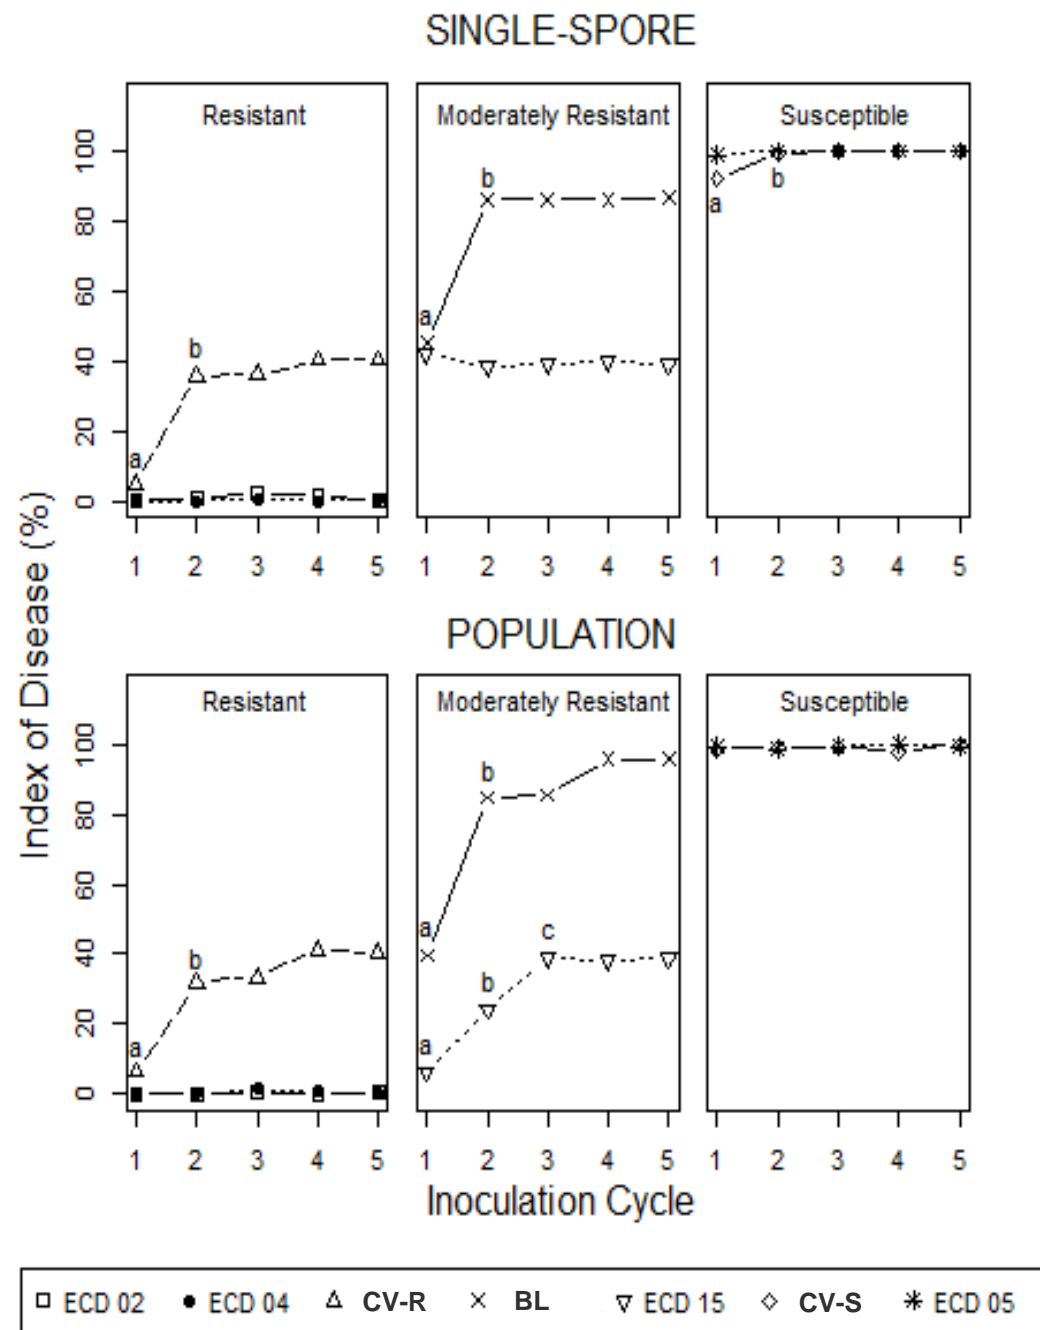 SINGLE-SPORE
Resistant
Moderately Resistant
Susceptible
100
80
60
40
20
0
a
b
a
b
a
b
1 2 3 4 5
1 2 3 4 5
1 2 3 4 5
Index of Disease (%)
POPULATION
Resistant
Moderately Resistant
Susceptible
100
80
60
40
20
0
a
b
a
b
a
b
c
1 2 3 4 5
1 2 3 4 5
1 2 3 4 5
Inoculation Cycle
ECD 02 ECD 04 CV-R BL ECD 15 CV-S ECD 05